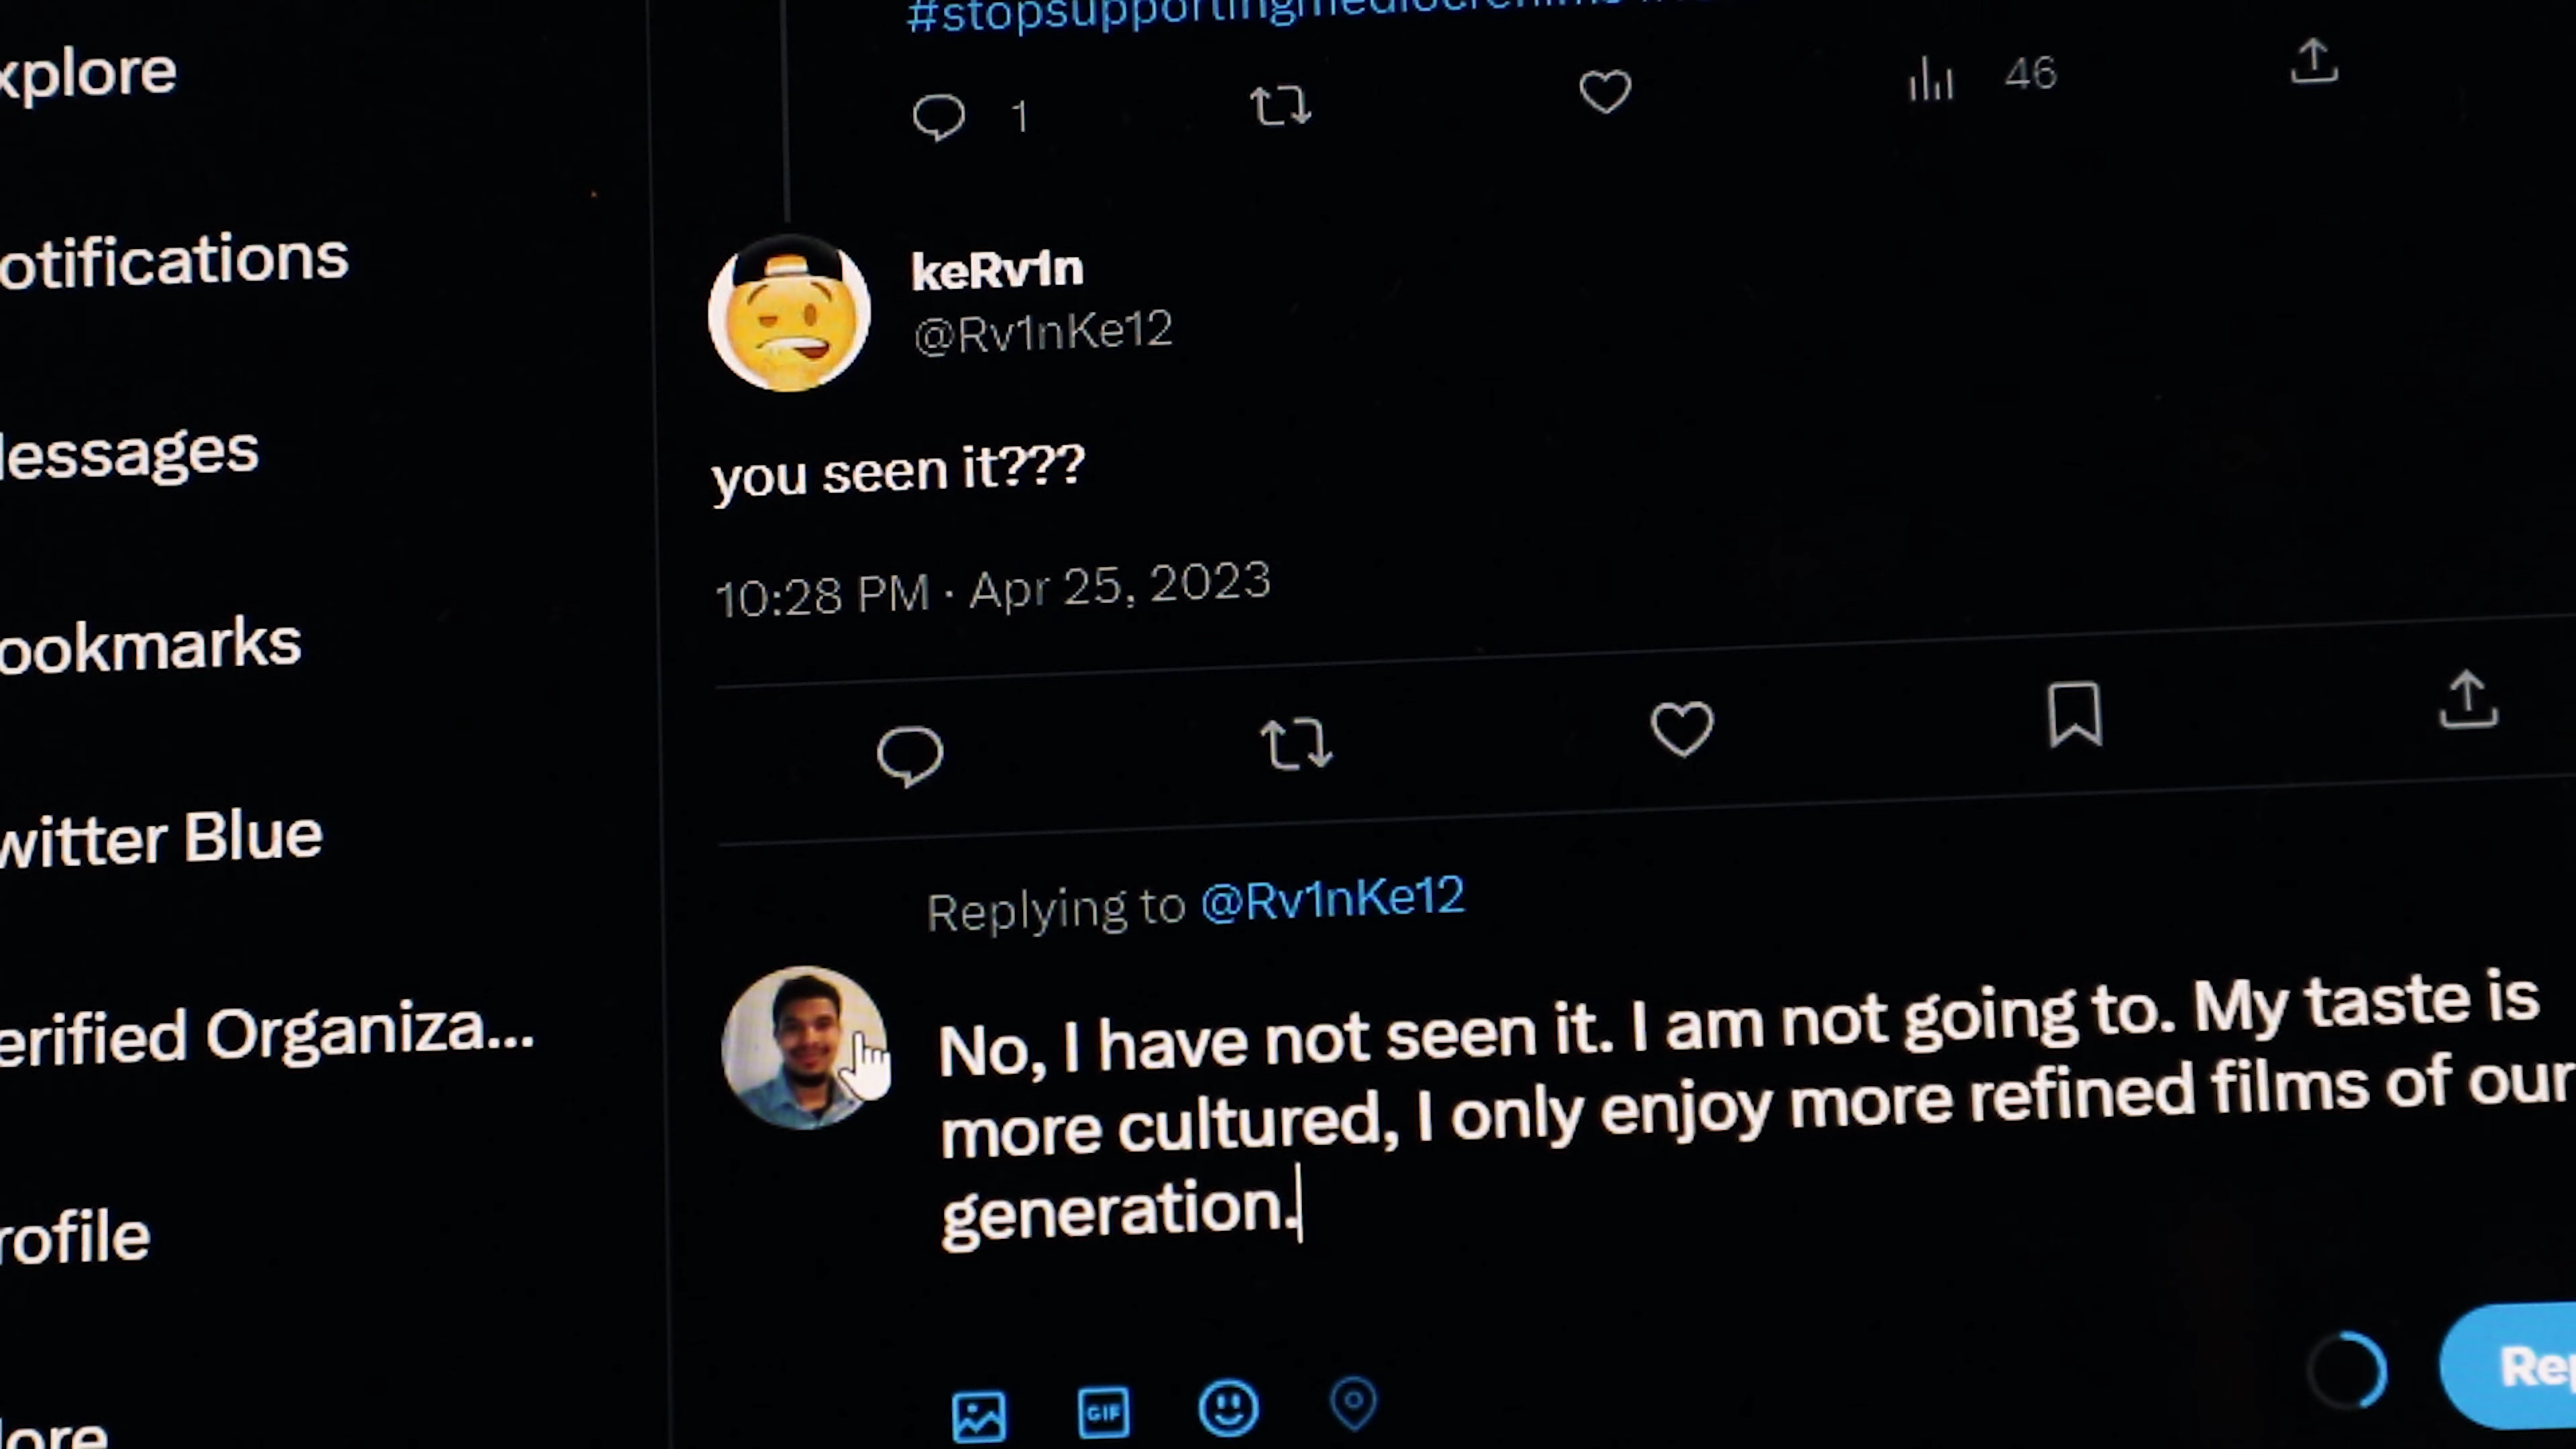 #stopsupportingmediocrefilms
1
46
xplore
otifications
essages
ookmarks
witter Blue
erified Organiza...
rofile
ore
keRv1n
@Rv1nKe12
you seen it???
10:28 PM · Apr 25, 2023
Replying to @Rv1nKe12
No, I have not seen it. I am not going to. My taste is
more cultured, I only enjoy more refined films of our
generation.
GIF
Rep